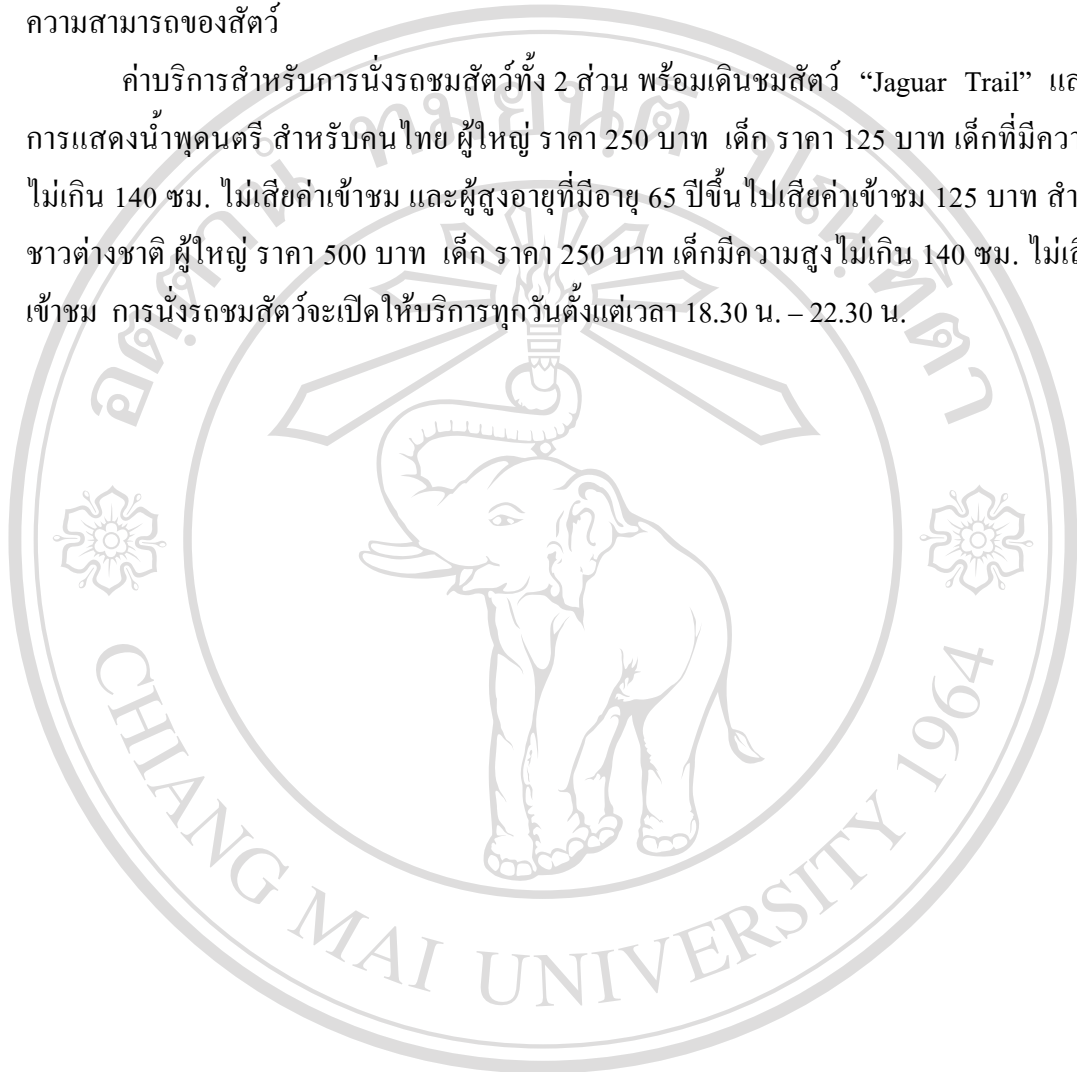 ความสามารถของสัตว์
ค่าบริการสำหรับการนั่งรถชมสัตว์ทั้ง 2 ส่วน พร้อมเดินชมสัตว์ “Jaguar Trail”
การแสดงน้ำพุดนตรี สำหรับคนไทย ผู้ใหญ่ ราคา 250 บาท เด็ก ราคา 125 บาท เด็กที่มี
ไม่เกิน 140 ซม. ไม่เสียค่าเข้าชม และผู้สูงอายุที่มีอายุ 65 ปีขึ้นไปเสียค่าเข้าชม 125 บาท
ชาวต่างชาติ ผู้ใหญ่ ราคา 500 บาท เด็ก ราคา 250 บาท เด็กมีความสูงไม่เกิน 140 ซม.
เข้าชม การนั่งรถชมสัตว์จะเปิดให้บริการทุกวันตั้งแต่เวลา 18.30 น. – 22.30 น.
อตฺตานํ ทมยนฺติ ปณฺฑิตา
CHIANG MAI UNIVERSITY 1964